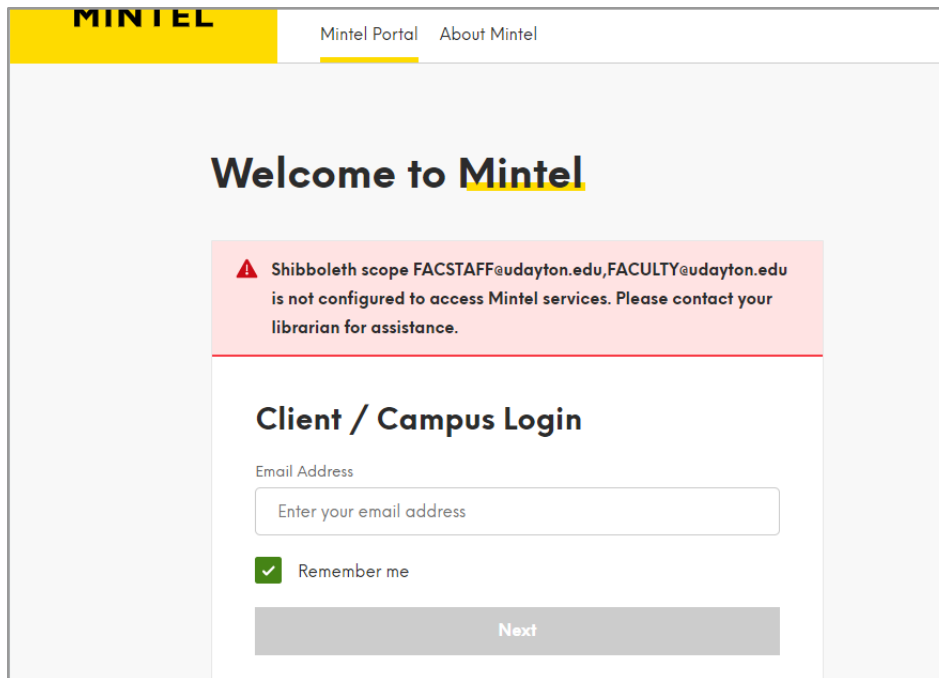 MINTEL
Mintel Portal About Mintel
Welcome to Mintel
Shibboleth scope FACSTAFF@udayton.edu,FACULTY@udayton.edu
is not configured to access Mintel services. Please contact your
librarian for assistance.
Client / Campus Login
Email Address
Enter your email address
Remember me
Next